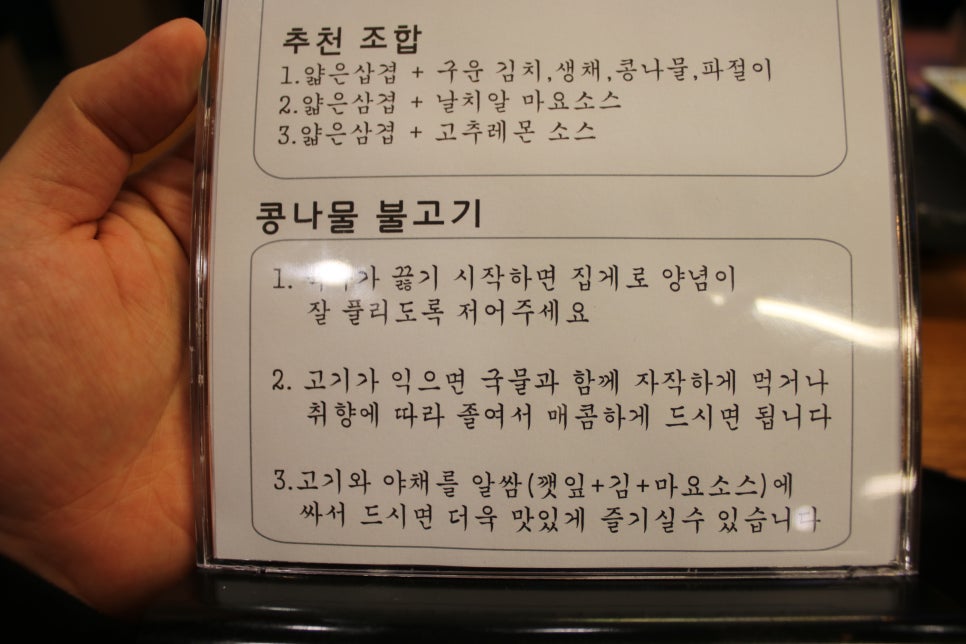 추천 조합
1.얇은삽겹 + 구운 김치,생채,콩나물,파절이
2.얇은삼겹 + 날치알 마요소스
3.얇은삼겹 + 고추레몬 소스
콩나물 불고기
1. 끓기 시작하면 집게로 양념이
잘 풀리도록 저어주세요
2. 고기가 익으면 국물과 함께 자작하게 먹거나
취향에 따라 졸여서 매콤하게 드시면 됩니다
3.고기와 야채를 알쌈(깻잎+김+마요소스)에
싸서 드시면 더욱 맛있게 즐기실수 있습니다